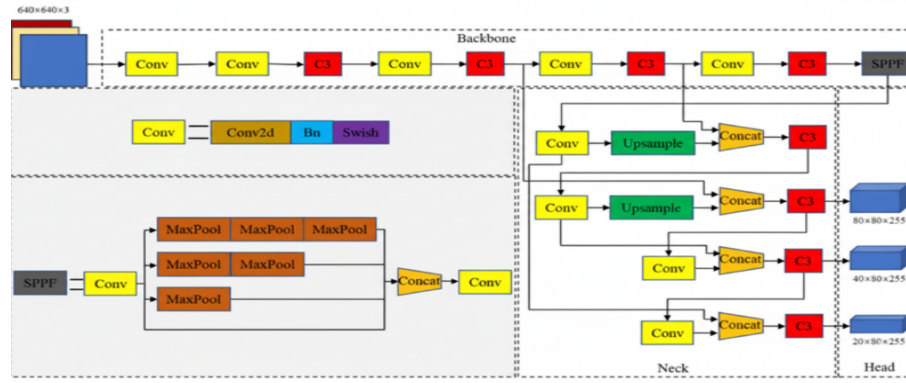 640×640×3
Backbone
Conv Conv C3 Conv C3 Conv C3 Conv C3 SPPF
Conv Conv2d Bn Swish
Conv Upsample Concat C3
Conv Upsample Concat C3
80×80×255
Conv Concat C3
40×80×255
Conv Concat C3
20×80×255
MaxPool MaxPool MaxPool
MaxPool MaxPool
SPPF Conv Concat Conv
MaxPool
Neck Head